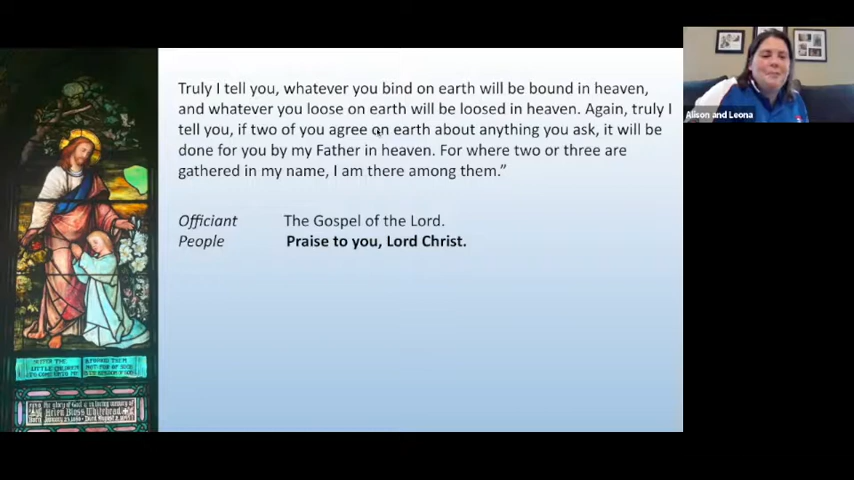 Truly I tell you, whatever you bind on earth will be bound in heaven,
and whatever you loose on earth will be loosed in heaven. Again, truly I
tell you, if two of you agree on earth about anything you ask, it will be
done for you by my Father in heaven. For where two or three are
gathered in my name, I am there among them.”
Officiant The Gospel of the Lord.
People Praise to you, Lord Christ.
Alison and Leona
LITTLE CHILDREN